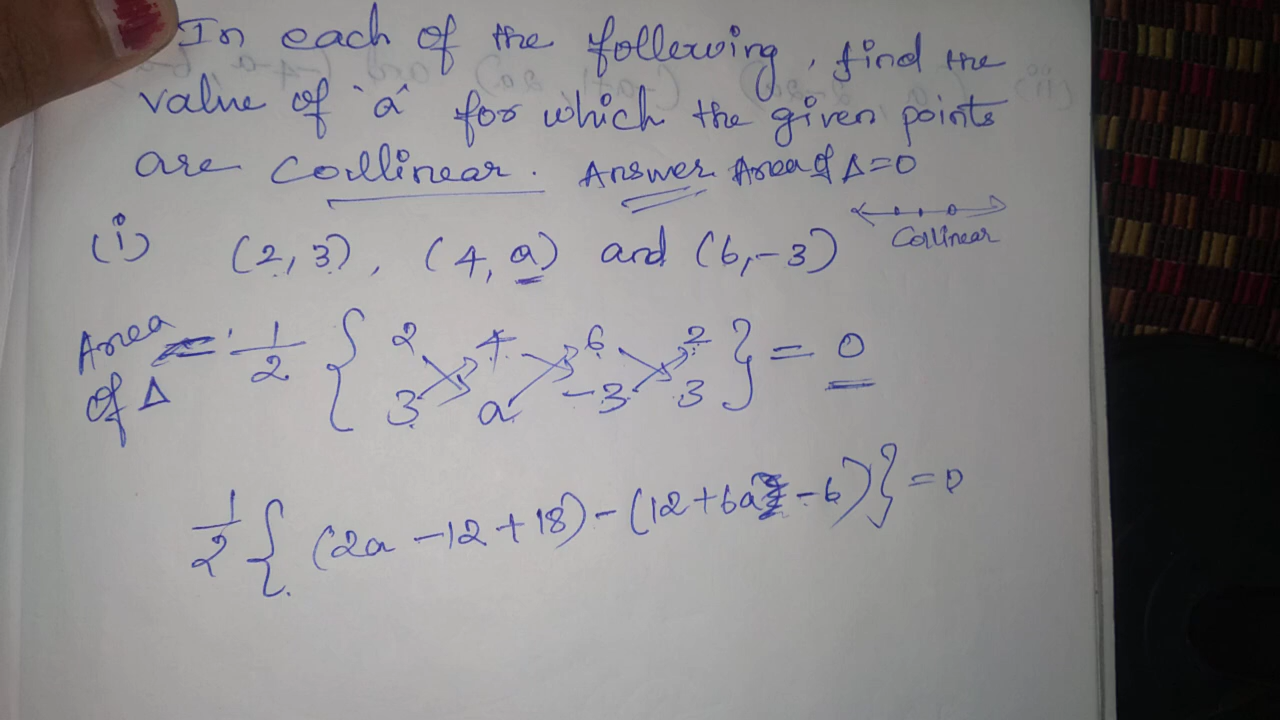 In each of the following, find the
value of 'a' for which the given points
are collinear. Answer Area of Δ=0
Collinear
(i) (2,3), (4,a) and (6,-3)
Area of Δ = 1/2 { 2 4 6 2
3 a -3 3 } = 0
1/2 { (2a -12 + 18) - (12+6a -6) } = 0